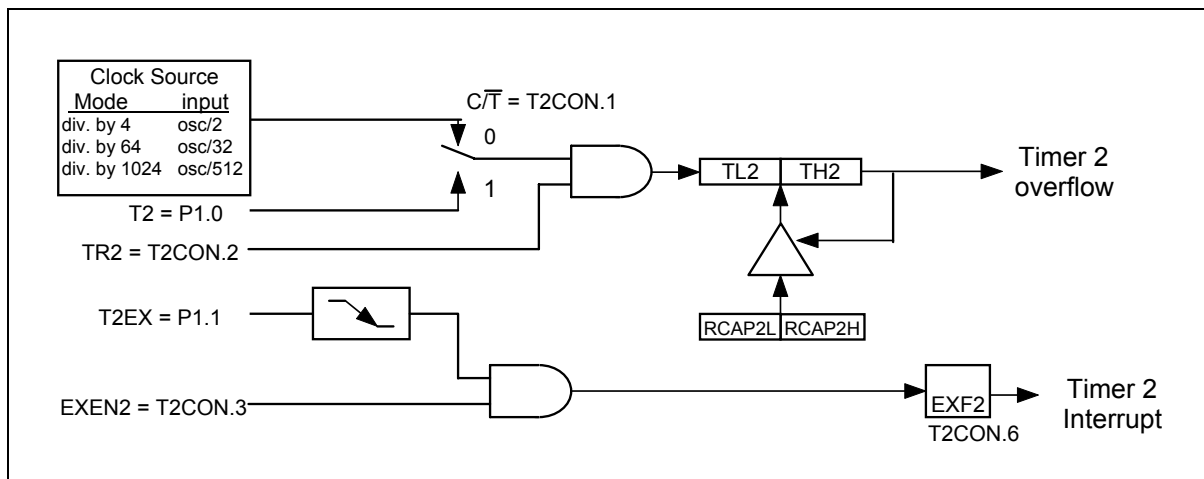 Clock Source
Mode input
div. by 4 osc/2
div. by 64 osc/32
div. by 1024 osc/512
C/T̅ = T2CON.1
0
1
T2 = P1.0
TR2 = T2CON.2
TL2 TH2
Timer 2
overflow
T2EX = P1.1
RCAP2L RCAP2H
EXEN2 = T2CON.3
EXF2
T2CON.6
Timer 2
Interrupt